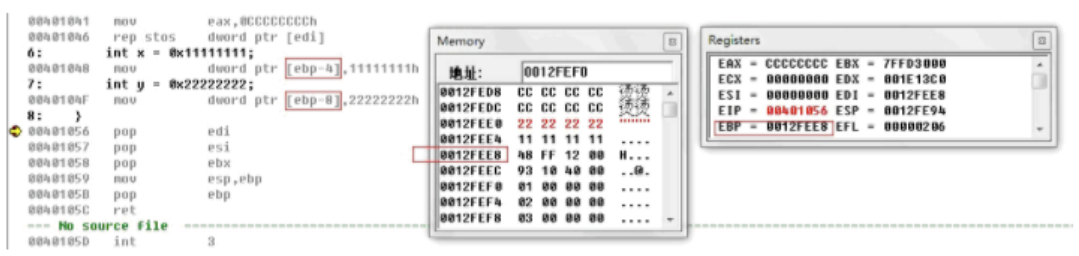 00401041 mov eax,0CCCCCCCCh
00401046 rep stos dword ptr [edi]
6: int x = 0x11111111;
00401048 mov dword ptr [ebp-4],11111111h
7: int y = 0x22222222;
0040104F mov dword ptr [ebp-8],22222222h
8: }
00401056 pop edi
00401057 pop esi
00401058 pop ebx
00401059 mov esp,ebp
0040105B pop ebp
0040105C ret
--- No source file
0040105D int 3
Memory
地址: 0012FEF0
0012FED8 CC CC CC CC 烫烫
0012FEDC CC CC CC CC 烫烫
0012FEE0 22 22 22 22 """"
0012FEE4 11 11 11 11 ....
0012FEE8 48 FF 12 00 H...
0012FEEC 93 10 40 00 ..@.
0012FEF0 01 00 00 00 ....
0012FEF4 02 00 00 00 ....
0012FEF8 03 00 00 00 ....
Registers
EAX = CCCCCCCC EBX = 7FFD3000
ECX = 00000000 EDX = 001E13C0
ESI = 00000000 EDI = 0012FEE8
EIP = 00401056 ESP = 0012FE94
EBP = 0012FEE8 EFL = 00000206